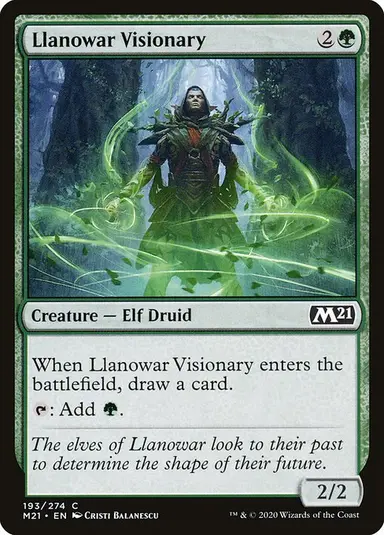 Llanowar Visionary 2
Creature — Elf Druid M21
When Llanowar Visionary enters the
battlefield, draw a card.
: Add .
The elves of Llanowar look to their past
to determine the shape of their future.
2/2
193/274 C
M21 • EN Cristi Balanescu ™ & © 2020 Wizards of the Coast